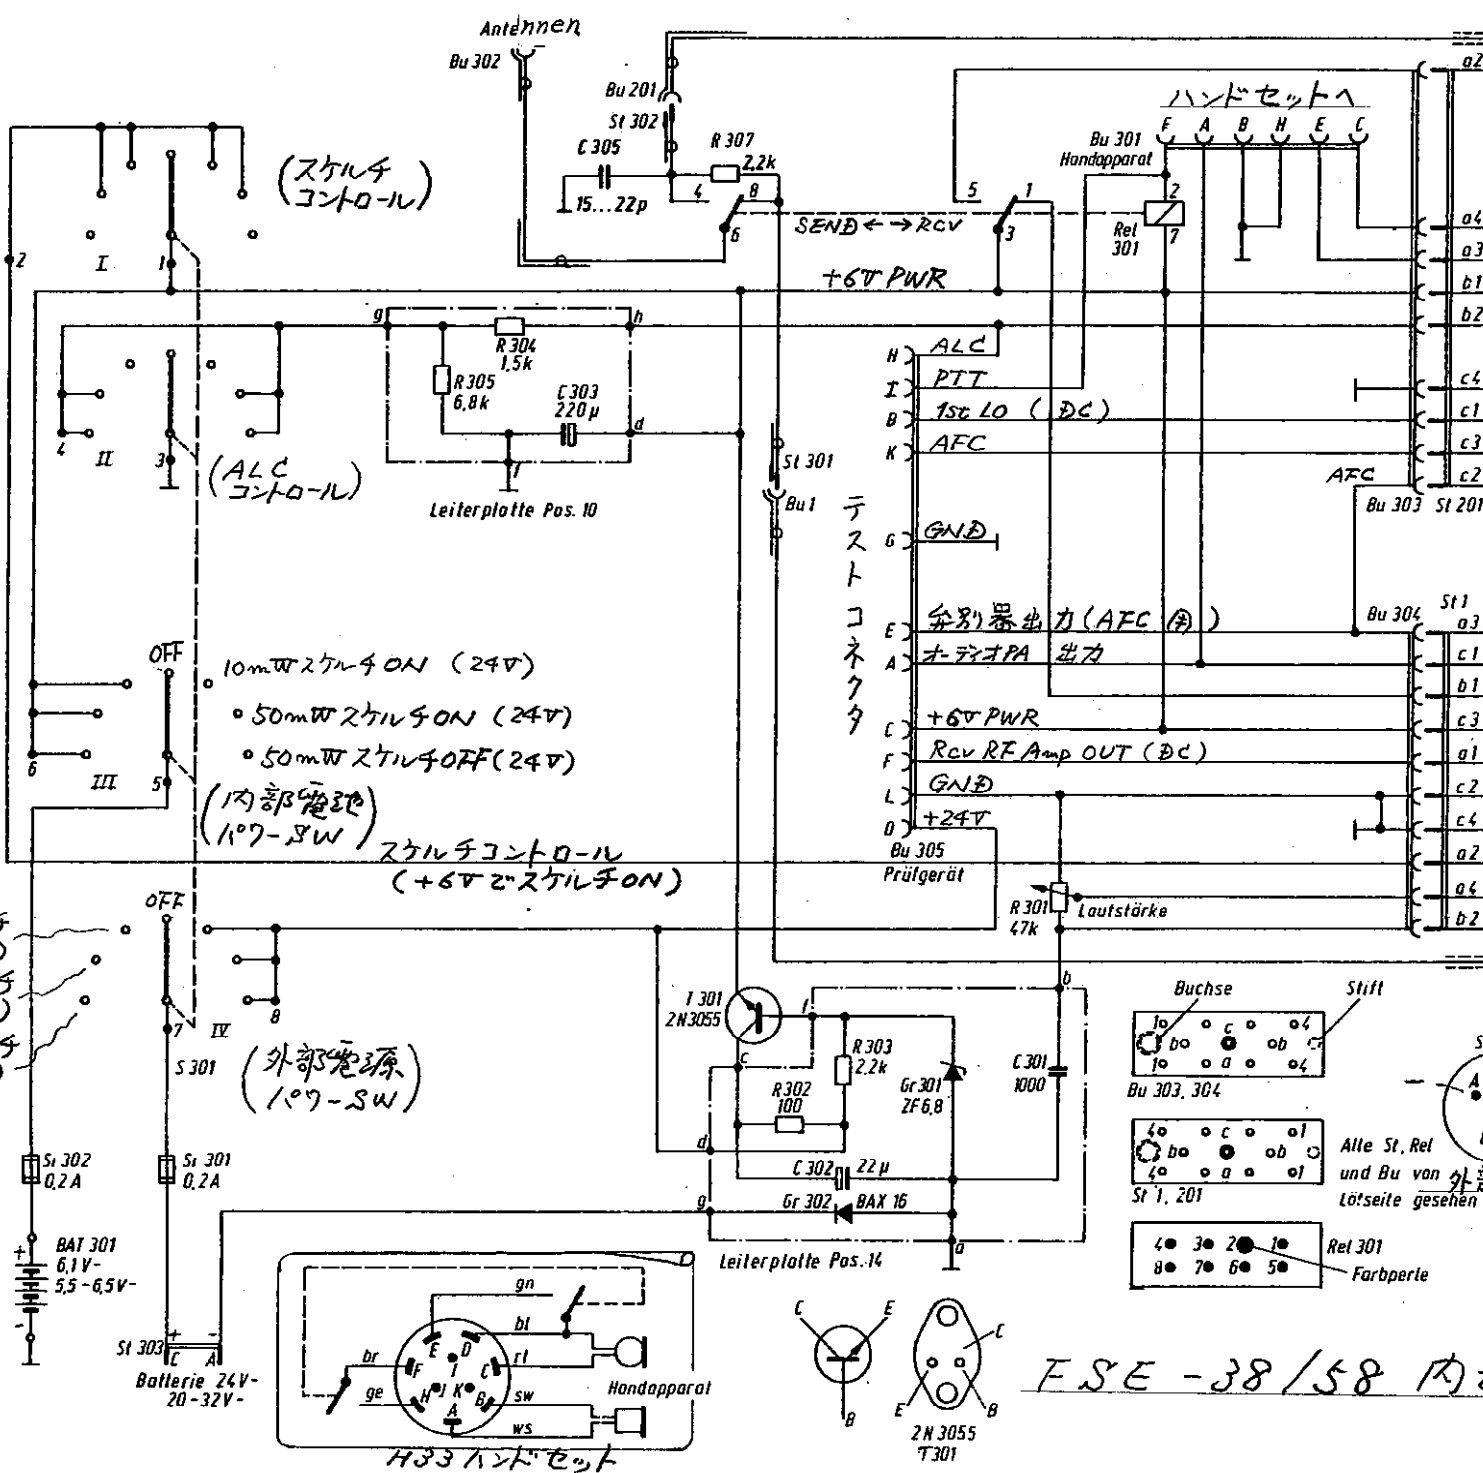 Antennen
Bu 302
Bu 201
St 302
C 305
15...22p
R 307
2,2k
4
8
6
SEND ← → RCV
5
1
3
ハンドセットへ
F A B H E C
Bu 301
Handapparat
2
Rel
301
7
a2
a4
a3
b1
b2
c4
c1
c3
c2
Bu 303
St 201
(スケルチ
コントロール)
2
I
1
+6V PWR
g
h
R 304
1,5k
R 305
6,8k
C 303
220µ
d
f
Leiterplatte Pos. 10
4
II
3
(ALC
コントロール)
St 301
Bu 1
テストコネクタ
H ALC
I PTT
B 1st LO (DC)
K AFC
AFC
G GND
E 弁別器出力(AFC用)
A オーディオPA出力
C +6V PWR
F Rcv RF Amp OUT (DC)
L GND
D +24V
Bu 305
Prüfgerät
Bu 304
St 1
a3
c1
b1
c3
a1
c2
c4
a2
a4
b2
OFF
10mWスケルチON (24V)
50mWスケルチON (24V)
50mWスケルチOFF(24V)
6
III
5
(内部電池
パワーSW)
スケルチコントロール
(+6VでスケルチON)
R 301
47k
Lautstärke
OFF
チ
チ
チ
7
IV
8
S 301
(外部電源
パワーSW)
T 301
2N3055
f
b
c
R 303
2,2k
R 302
100
Gr 301
ZF 6,8
C 301
1000
d
C 302
22µ
g
Gr 302
BAX 16
a
Leiterplatte Pos. 14
Si 302
0,2A
Si 301
0,2A
+
BAT 301
6,1V-
5,5-6,5V-
-
St 303
+ -
C A
Batterie 24V-
20-32V-
gn
bl
rt
br
ge
sw
ws
E D
F I C
H J K B
A
Handapparat
H33 ハンドセット
C E
B
C
E B
2N 3055
T301
Buchse
Stift
1 c 4
b b
1 a 4
Bu 303, 304
4 c 1
b b
4 a 1
St 1, 201
Alle St, Rel
und Bu von
Lötseite gesehen
A
4 3 2 1
8 7 6 5
Rel 301
Farbperle
FSE-38/58 内